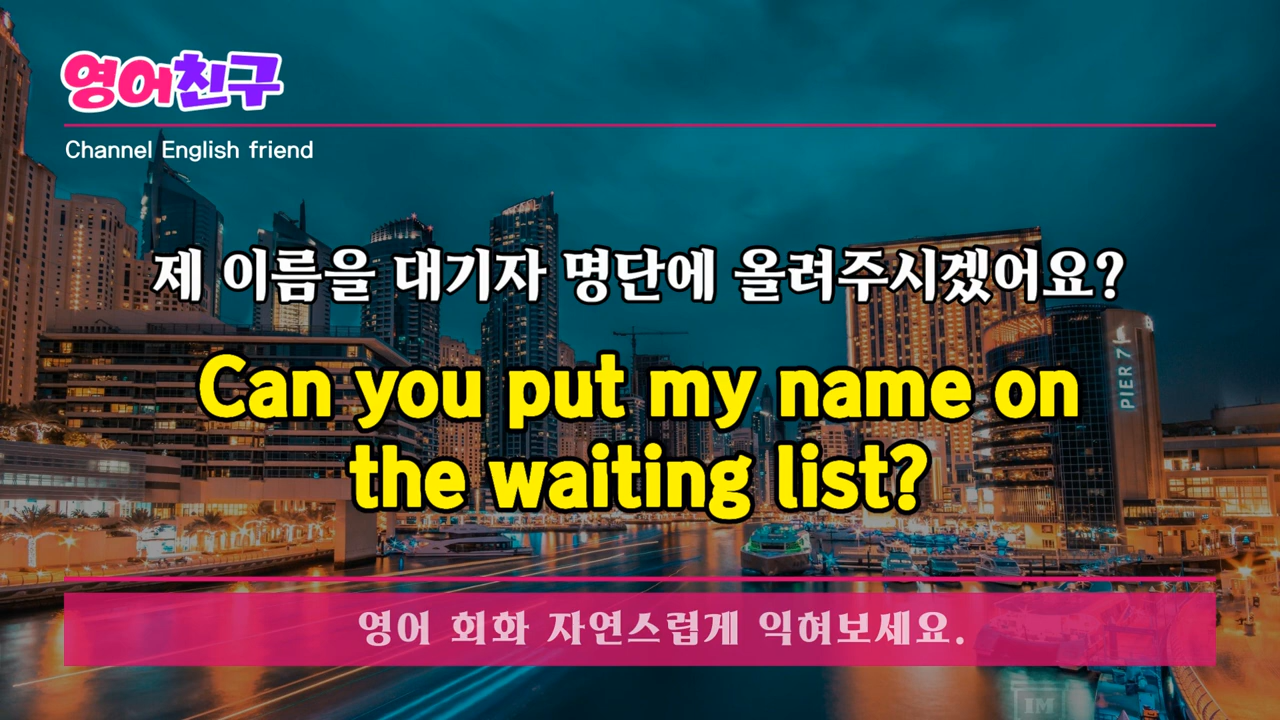 영어친구
Channel English friend
제 이름을 대기자 명단에 올려주시겠어요?
Can you put my name on
the waiting list?
PIER 7
영어 회화 자연스럽게 익혀보세요.
IM